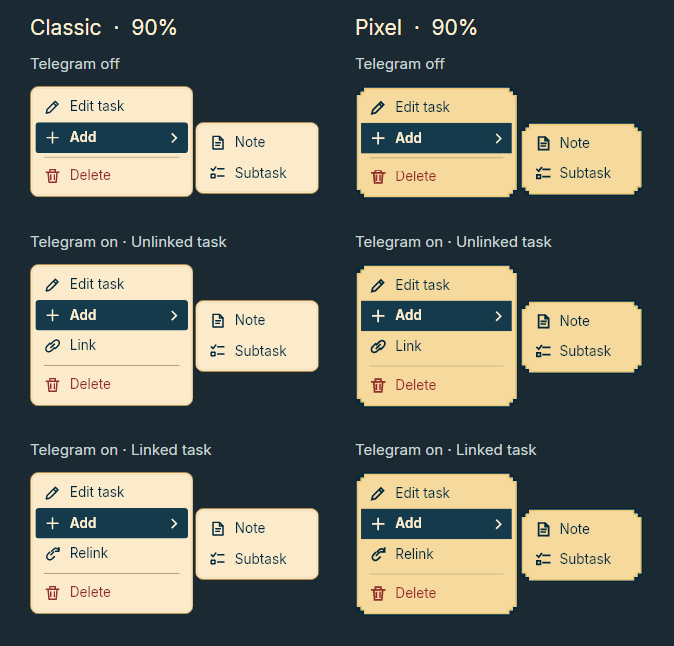 Classic · 90%
Telegram off
Edit task
Add
Delete
Note
Subtask
Telegram on · Unlinked task
Edit task
Add
Link
Delete
Note
Subtask
Telegram on · Linked task
Edit task
Add
Relink
Delete
Note
Subtask
Pixel · 90%
Telegram off
Edit task
Add
Delete
Note
Subtask
Telegram on · Unlinked task
Edit task
Add
Link
Delete
Note
Subtask
Telegram on · Linked task
Edit task
Add
Relink
Delete
Note
Subtask